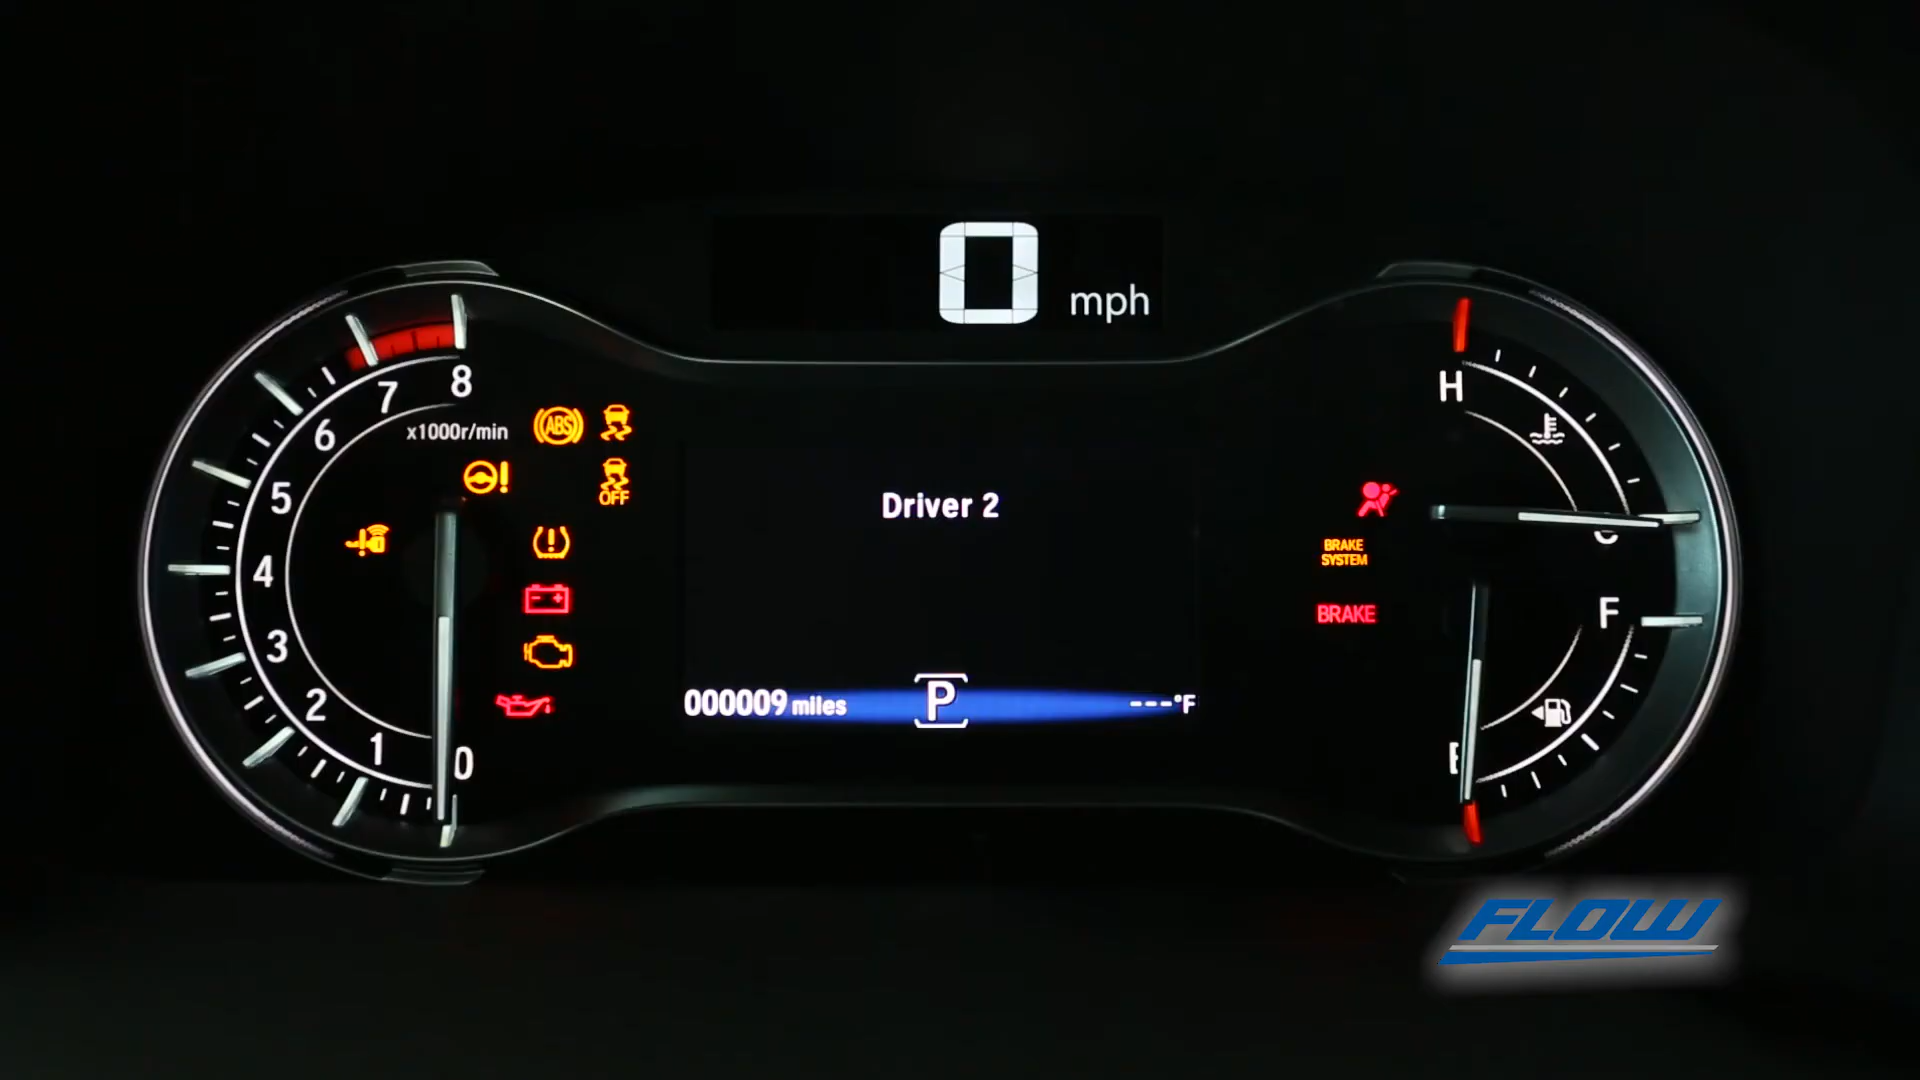 0 mph
8
7
6
5
4
3
2
1
0
x1000r/min
ABS
OFF
Driver 2
000009 miles
P
---°F
H
C
BRAKE
SYSTEM
BRAKE
F
E
FLOW